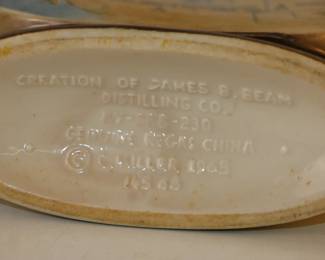 CREATION OF JAMES B. BEAM
DISTILLING CO.
GENUINE REGAL CHINA
© C. MILLER 1965